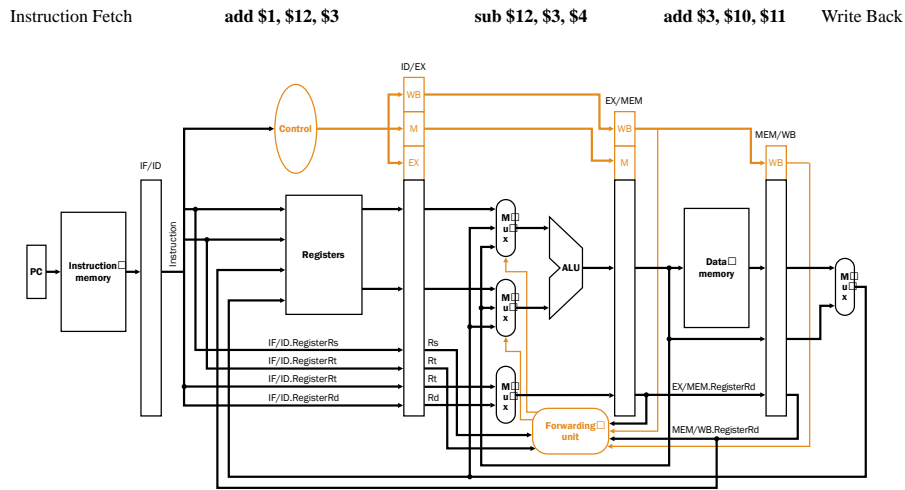 Instruction Fetch
add $1, $12, $3
sub $12, $3, $4
add $3, $10, $11
Write Back
ID/EX
WB
EX/MEM
Control
M
WB
MEM/WB
EX
M
WB
IF/ID
PC
Instruction
memory
Instruction
Registers
M
u
x
M
u
x
ALU
Data
memory
M
u
x
IF/ID.RegisterRs
Rs
IF/ID.RegisterRt
Rt
IF/ID.RegisterRt
Rt
IF/ID.RegisterRd
Rd
M
u
x
EX/MEM.RegisterRd
Forwarding
unit
MEM/WB.RegisterRd